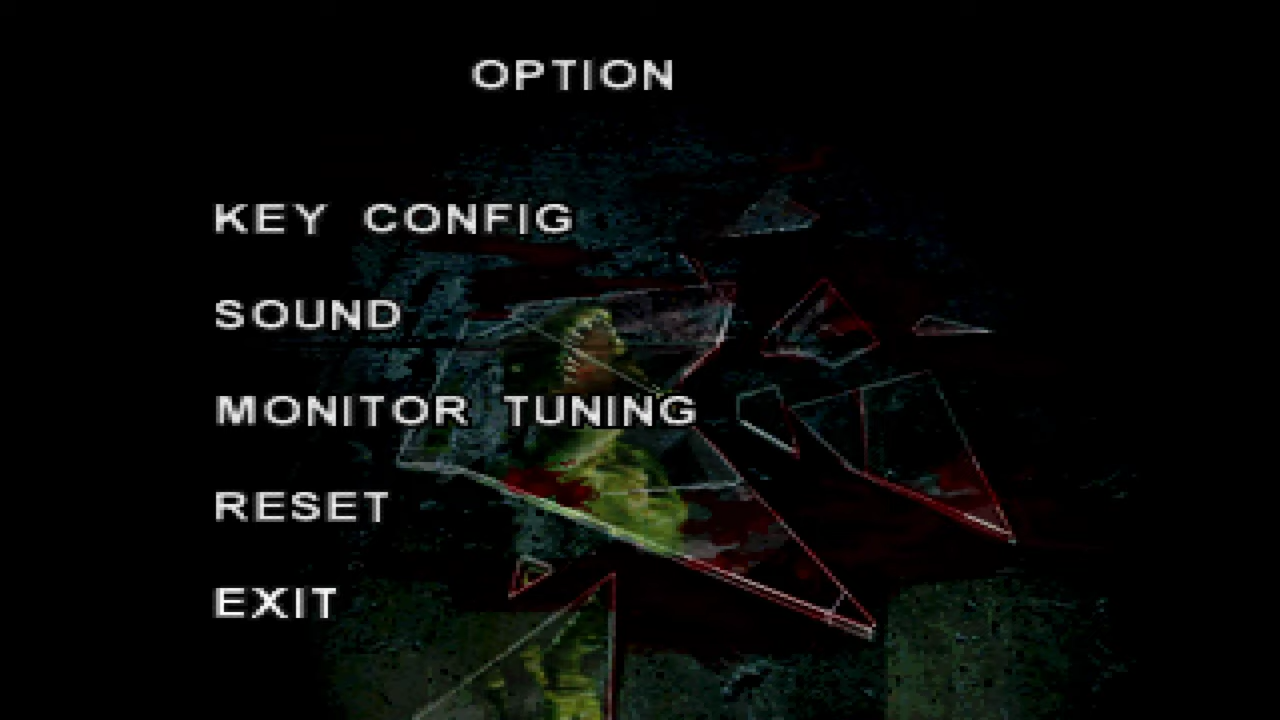 OPTION
KEY CONFIG
SOUND
MONITOR TUNING
RESET
EXIT